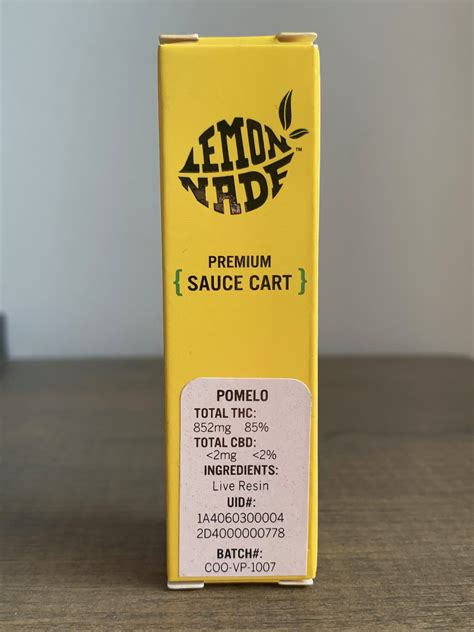 LEMON
NADE™
PREMIUM
{ SAUCE CART }
POMELO
TOTAL THC:
852mg 85%
TOTAL CBD:
<2mg <2%
INGREDIENTS:
Live Resin
UID#:
1A4060300004
2D4000000778
BATCH#:
COO-VP-1007